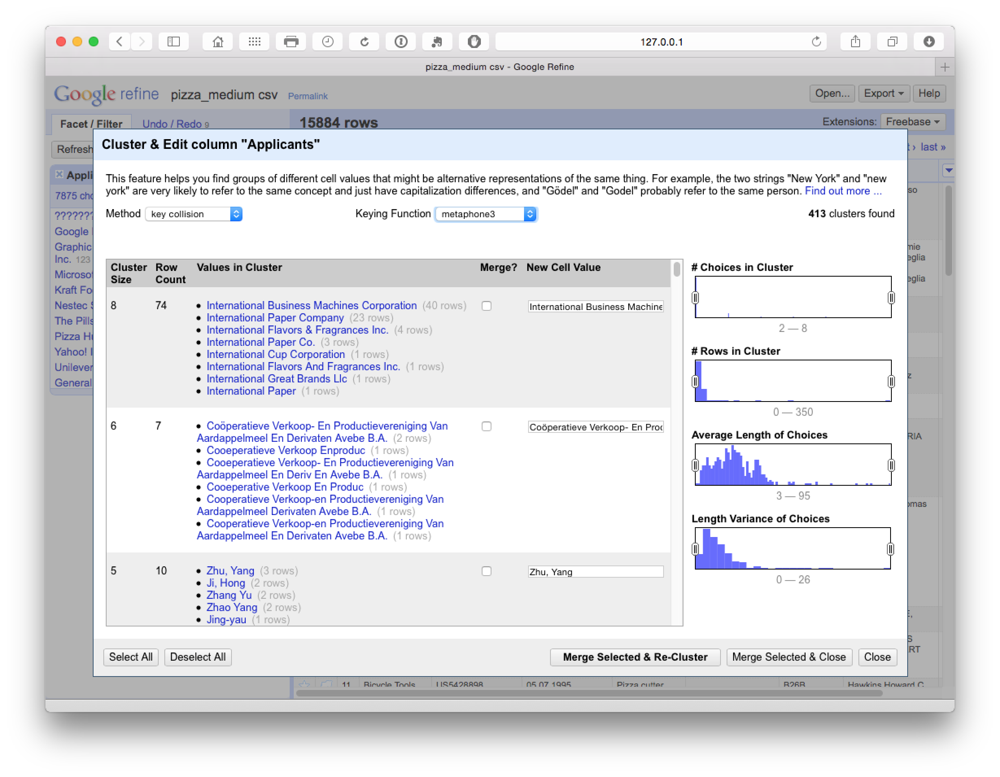 127.0.0.1
pizza_medium csv - Google Refine
Google refine pizza_medium csv Permalink
Open... Export Help
Facet / Filter Undo / Redo 9
15884 rows
Extensions: Freebase
Refresh
Cluster & Edit column "Applicants"
› last »
This feature helps you find groups of different cell values that might be alternative representations of the same thing. For example, the two strings "New York" and "new
york" are very likely to refer to the same concept and just have capitalization differences, and "Gödel" and "Godel" probably refer to the same person. Find out more ...
Method key collision Keying Function metaphone3 413 clusters found
Appli
7875 cho
???????
Google
Graphic
Inc. 123
Microsof
Kraft Fo
Nestec S
The Pills
Pizza Hu
Yahoo! I
Unilever
General
Cluster Size Row Count Values in Cluster Merge? New Cell Value
8 74
• International Business Machines Corporation (40 rows)
• International Paper Company (23 rows)
• International Flavors & Fragrances Inc. (4 rows)
• International Paper Co. (3 rows)
• International Cup Corporation (1 rows)
• International Flavors And Fragrances Inc. (1 rows)
• International Great Brands Llc (1 rows)
• International Paper (1 rows)
International Business Machine
6 7
• Coöperatieve Verkoop- En Productievereniging Van
Aardappelmeel En Derivaten Avebe B.A. (2 rows)
• Cooeperatieve Verkoop Enproduc (1 rows)
• Cooeperatieve Verkoop- En Productievereniging Van
Aardappelmeel En Deriv En Avebe B.A. (1 rows)
• Cooeperative Verkoop En Produc (1 rows)
• Cooperatieve Verkoop-en Productievereniging Van
Aardappelmeel Derivaten Avebe B.A. (1 rows)
• Cooperatieve Verkoop-en Productievereniging Van
Aardappelmeel En Derivaten Avebe B.A. (1 rows)
Coöperatieve Verkoop- En Proc
5 10
• Zhu, Yang (3 rows)
• Ji, Hong (2 rows)
• Zhang Yu (2 rows)
• Zhao Yang (2 rows)
• Jing-yau (1 rows)
Zhu, Yang
# Choices in Cluster
2 — 8
# Rows in Cluster
0 — 350
Average Length of Choices
3 — 95
Length Variance of Choices
0 — 26
so
mie
eglia
eglia
z
RIA
omas
E,
S
RT
Select All Deselect All Merge Selected & Re-Cluster Merge Selected & Close Close
11 Bicycle Tools US5428898 05.07.1995 Pizza cutter B26B Hawkins Howard C